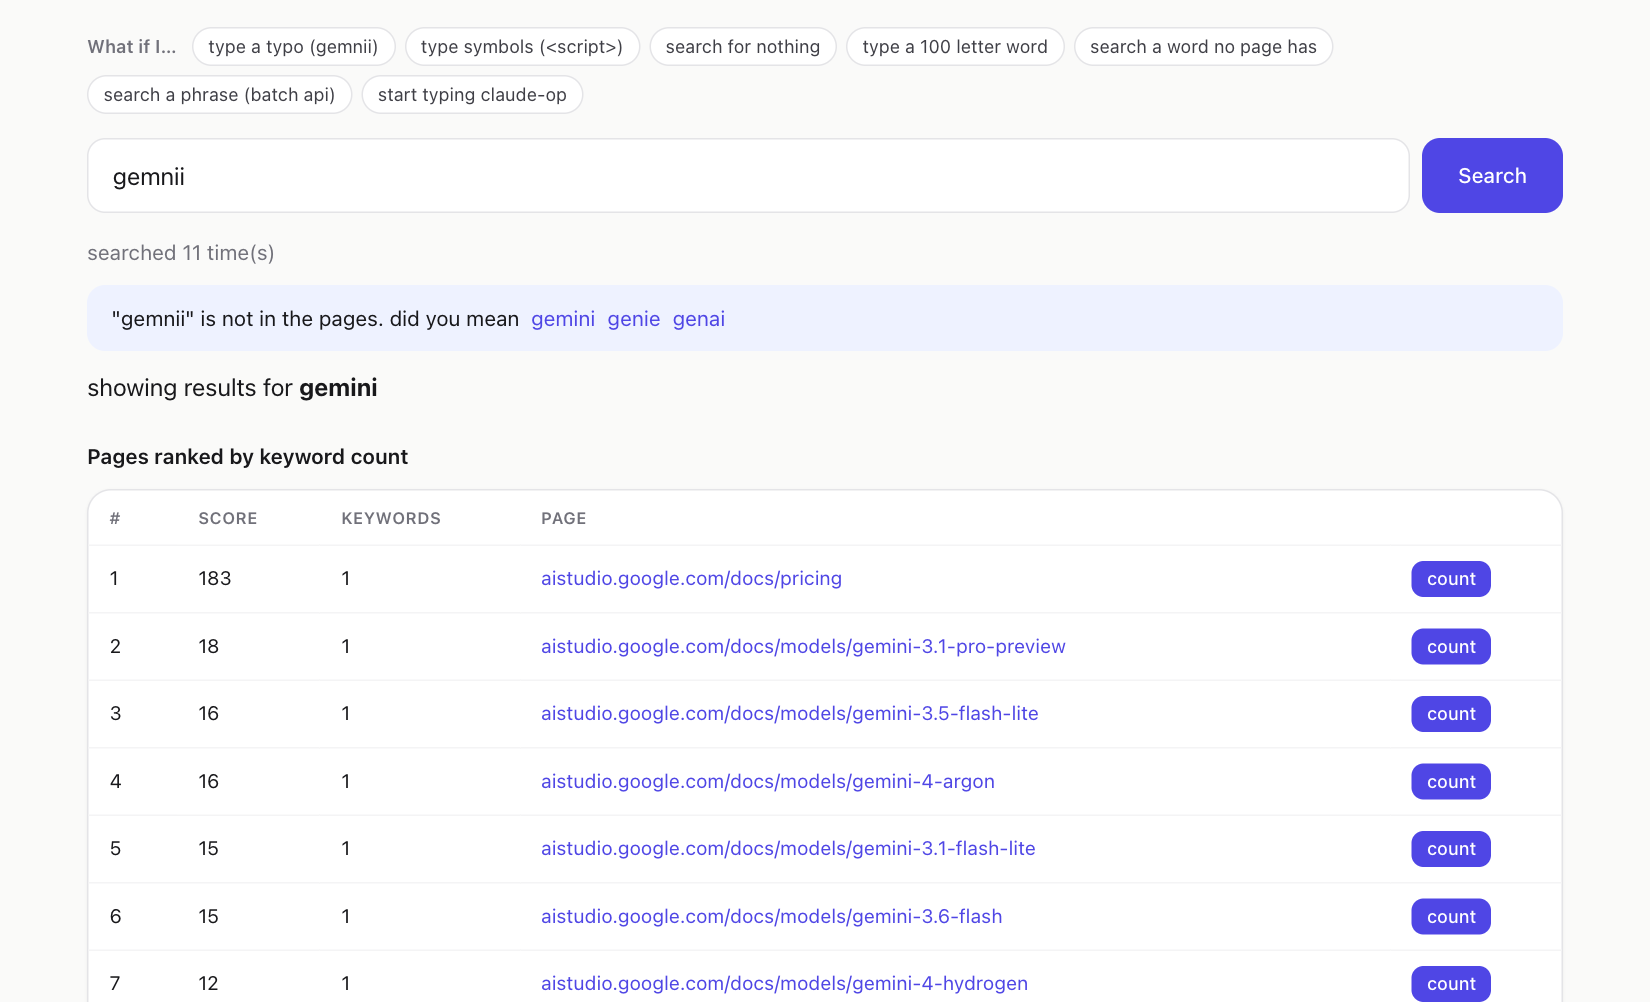 What if I... type a typo (gemnii) type symbols (<script>) search for nothing type a 100 letter word search a word no page has
search a phrase (batch api) start typing claude-op
gemnii Search
searched 11 time(s)
"gemnii" is not in the pages. did you mean gemini genie genai
showing results for gemini
Pages ranked by keyword count
# SCORE KEYWORDS PAGE
1 183 1 aistudio.google.com/docs/pricing count
2 18 1 aistudio.google.com/docs/models/gemini-3.1-pro-preview count
3 16 1 aistudio.google.com/docs/models/gemini-3.5-flash-lite count
4 16 1 aistudio.google.com/docs/models/gemini-4-argon count
5 15 1 aistudio.google.com/docs/models/gemini-3.1-flash-lite count
6 15 1 aistudio.google.com/docs/models/gemini-3.6-flash count
7 12 1 aistudio.google.com/docs/models/gemini-4-hydrogen count